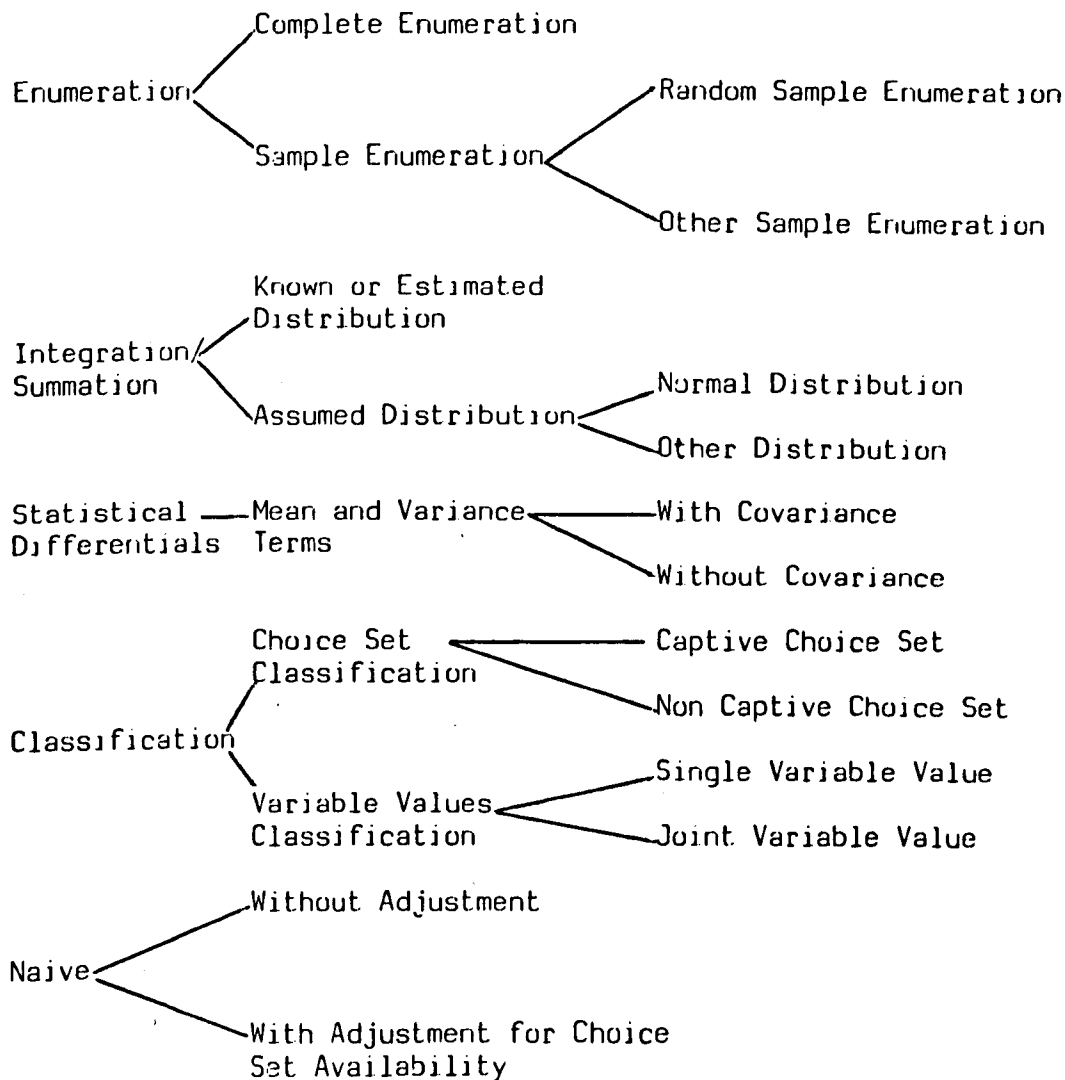 Complete Enumeration
Enumeration
Random Sample Enumeration
Sample Enumeration
Other Sample Enumeration
Known or Estimated
Distribution
Integration/
Summation
Normal Distribution
Assumed Distribution
Other Distribution
Statistical
Differentials
Mean and Variance
Terms
With Covariance
Without Covariance
Choice Set
Classification
Captive Choice Set
Non Captive Choice Set
Classification
Single Variable Value
Variable Values
Classification
Joint Variable Value
Without Adjustment
Naive
With Adjustment for Choice
Set Availability